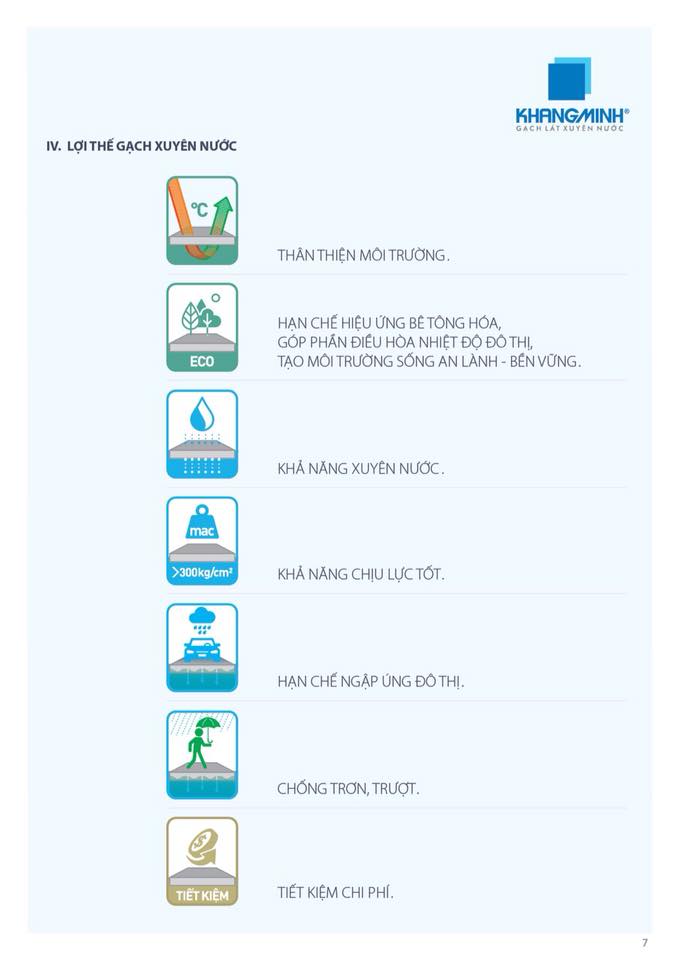 KHANGMINH®
GẠCH LÁT XUYÊN NƯỚC
IV. LỢI THẾ GẠCH XUYÊN NƯỚC
°C
THÂN THIỆN MÔI TRƯỜNG.
ECO
HẠN CHẾ HIỆU ỨNG BÊ TÔNG HÓA,
GÓP PHẦN ĐIỀU HÒA NHIỆT ĐỘ ĐÔ THỊ,
TẠO MÔI TRƯỜNG SỐNG AN LÀNH - BỀN VỮNG.
KHẢ NĂNG XUYÊN NƯỚC.
mac
>300kg/cm²
KHẢ NĂNG CHỊU LỰC TỐT.
HẠN CHẾ NGẬP ÚNG ĐÔ THỊ.
CHỐNG TRƠN, TRƯỢT.
$
TIẾT KIỆM
TIẾT KIỆM CHI PHÍ.
7